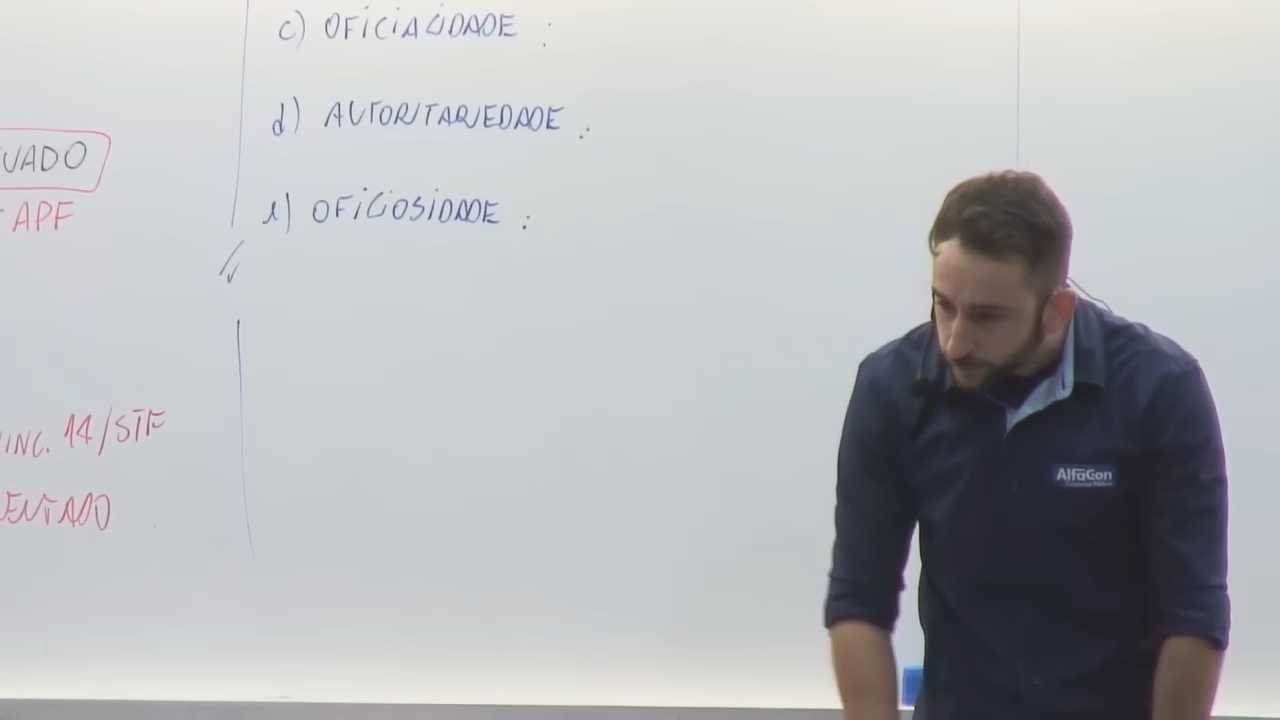 c) OFICIALIDADE :
d) AUTORITARIEDADE :
UADO
APF
e) OFICIOSIDADE :
INC. 14/STF
ENTADO
AlfaCon